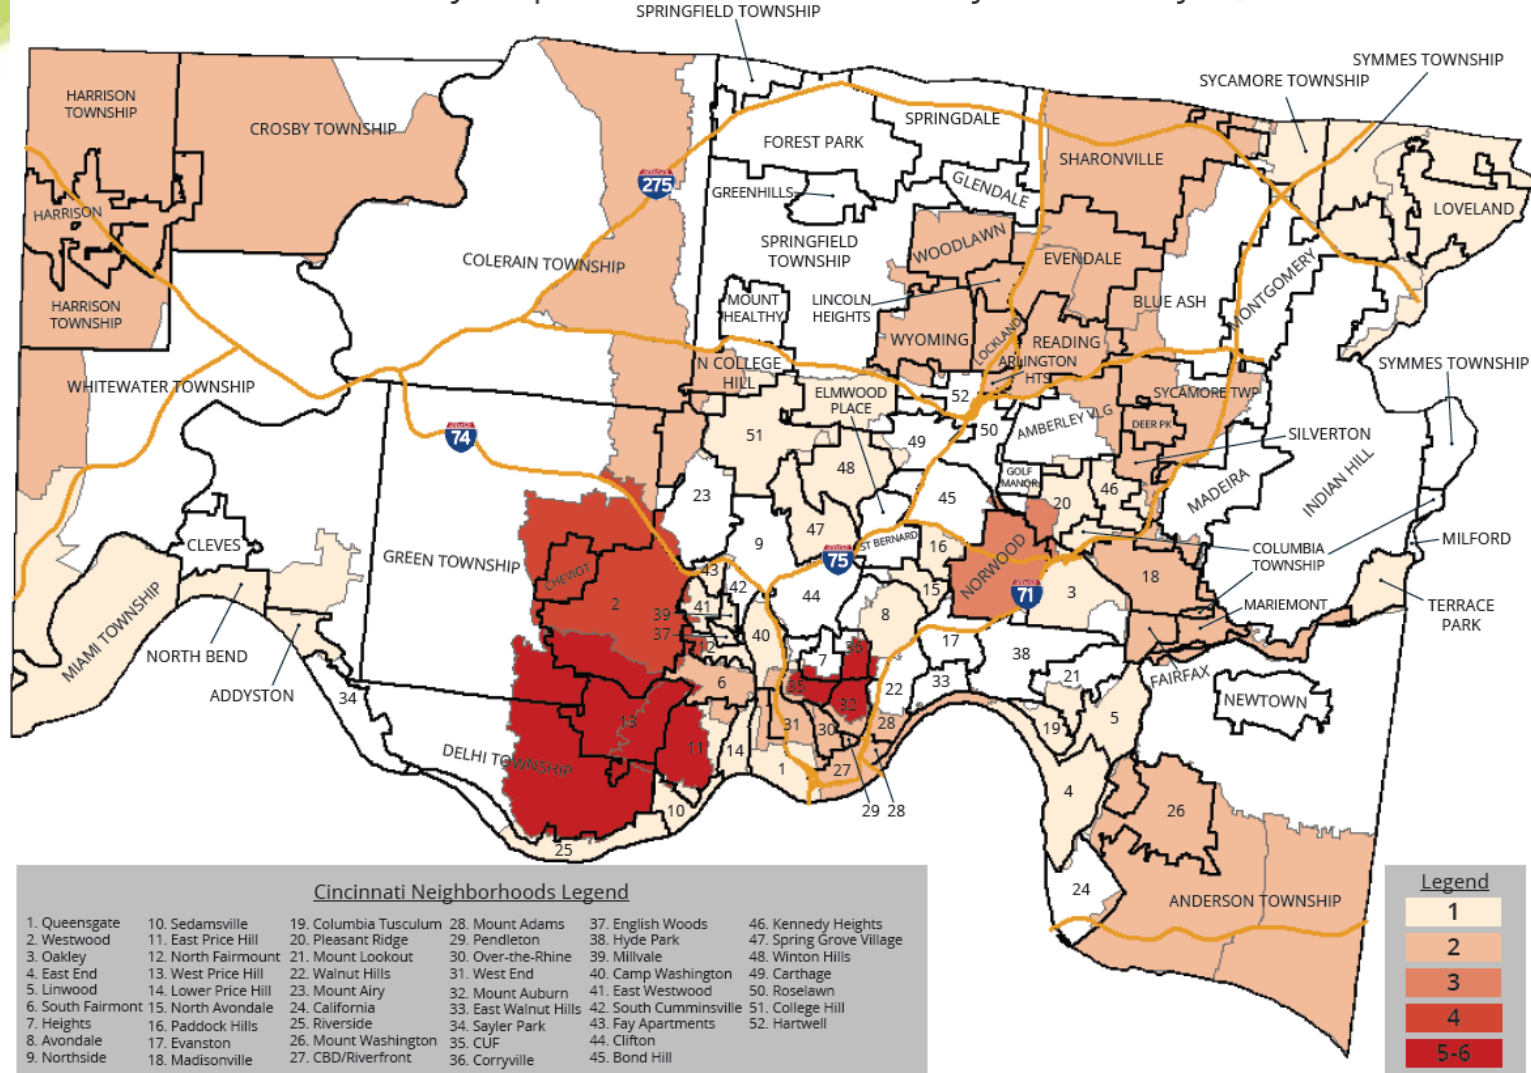 SPRINGFIELD TOWNSHIP
SYMMES TOWNSHIP
SYCAMORE TOWNSHIP
HARRISON
TOWNSHIP
CROSBY TOWNSHIP
SPRINGDALE
FOREST PARK
SHARONVILLE
275
GREENHILLS
GLENDALE
HARRISON
LOVELAND
WOODLAWN
SPRINGFIELD
TOWNSHIP
COLERAIN TOWNSHIP
EVENDALE
MONTGOMERY
HARRISON
TOWNSHIP
MOUNT
HEALTHY
LINCOLN
HEIGHTS
BLUE ASH
WYOMING
LOCKLAND
READING
N COLLEGE
HILL
ARLINGTON
HTS
SYMMES TOWNSHIP
WHITEWATER TOWNSHIP
ELMWOOD
PLACE
52
SYCAMORE TWP
AMBERLEY VLG
DEER PK
74
51
49
50
SILVERTON
48
GOLF
MANOR
INDIAN HILL
23
45
20
46
MADEIRA
47
CLEVES
GREEN TOWNSHIP
9
ST BERNARD
16
NORWOOD
COLUMBIA
TOWNSHIP
MILFORD
75
43
CHEVIOT
42
15
71
3
18
2
39
41
44
8
MARIEMONT
TERRACE
PARK
MIAMI TOWNSHIP
37
40
NORTH BEND
12
36
7
17
38
ADDYSTON
34
6
35
22
33
21
FAIRFAX
32
NEWTOWN
13
31
30
28
19
5
DELHI TOWNSHIP
11
14
1
27
4
10
29
28
26
25
24
ANDERSON TOWNSHIP
Cincinnati Neighborhoods Legend
1. Queensgate
2. Westwood
3. Oakley
4. East End
5. Linwood
6. South Fairmont
7. Heights
8. Avondale
9. Northside
10. Sedamsville
11. East Price Hill
12. North Fairmount
13. West Price Hill
14. Lower Price Hill
15. North Avondale
16. Paddock Hills
17. Evanston
18. Madisonville
19. Columbia Tusculum
20. Pleasant Ridge
21. Mount Lookout
22. Walnut Hills
23. Mount Airy
24. California
25. Riverside
26. Mount Washington
27. CBD/Riverfront
28. Mount Adams
29. Pendleton
30. Over-the-Rhine
31. West End
32. Mount Auburn
33. East Walnut Hills
34. Sayler Park
35. CUF
36. Corryville
37. English Woods
38. Hyde Park
39. Millvale
40. Camp Washington
41. East Westwood
42. South Cumminsville
43. Fay Apartments
44. Clifton
45. Bond Hill
46. Kennedy Heights
47. Spring Grove Village
48. Winton Hills
49. Carthage
50. Roselawn
51. College Hill
52. Hartwell
Legend
1
2
3
4
5-6